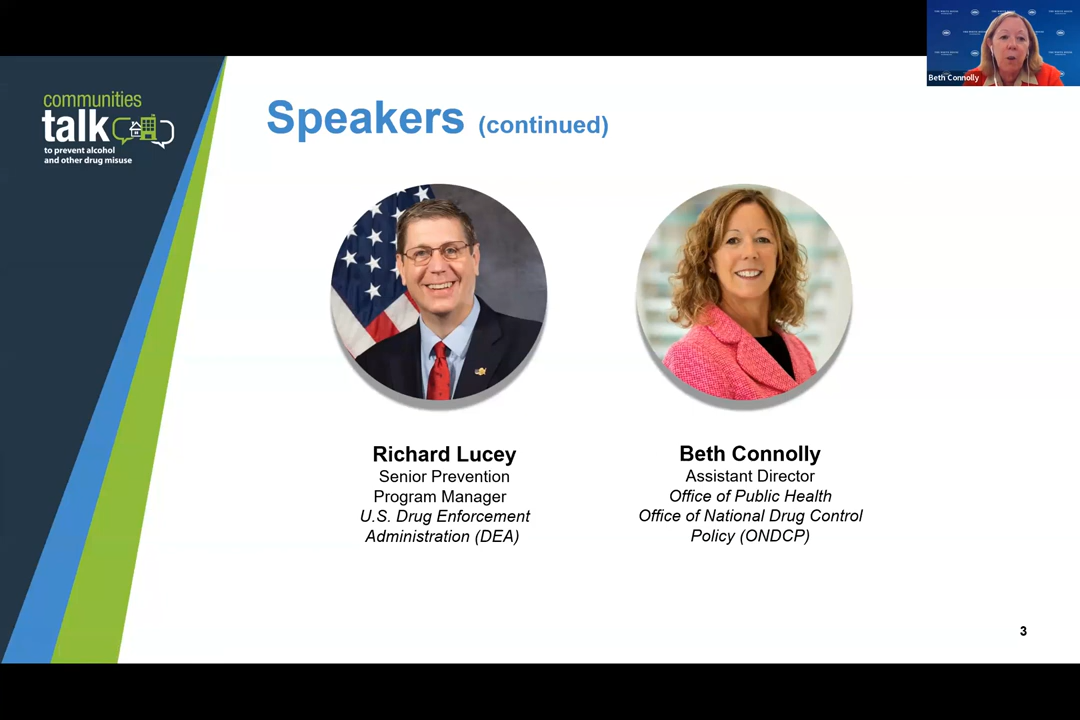 communities
talk
to prevent alcohol
and other drug misuse
Speakers (continued)
Richard Lucey
Senior Prevention
Program Manager
U.S. Drug Enforcement
Administration (DEA)
Beth Connolly
Assistant Director
Office of Public Health
Office of National Drug Control
Policy (ONDCP)
3
Beth Connolly